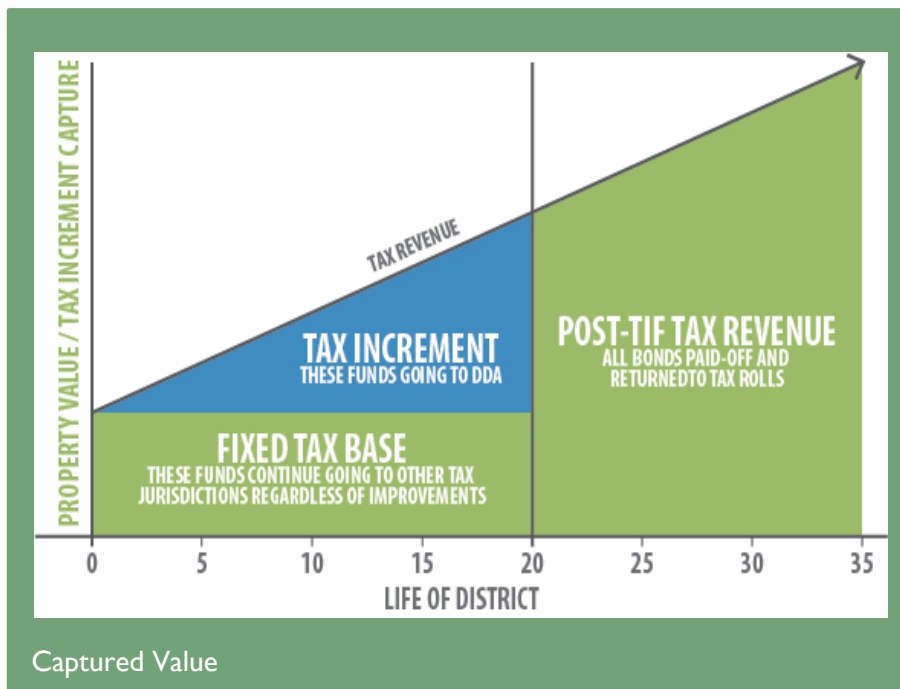 PROPERTY VALUE / TAX INCREMENT CAPTURE
TAX REVENUE
TAX INCREMENT
THESE FUNDS GOING TO DDA
FIXED TAX BASE
THESE FUNDS CONTINUE GOING TO OTHER TAX
JURISDICTIONS REGARDLESS OF IMPROVEMENTS
POST-TIF TAX REVENUE
ALL BONDS PAID-OFF AND
RETURNEDTO TAX ROLLS
0 5 10 15 20 25 30 35
LIFE OF DISTRICT
Captured Value